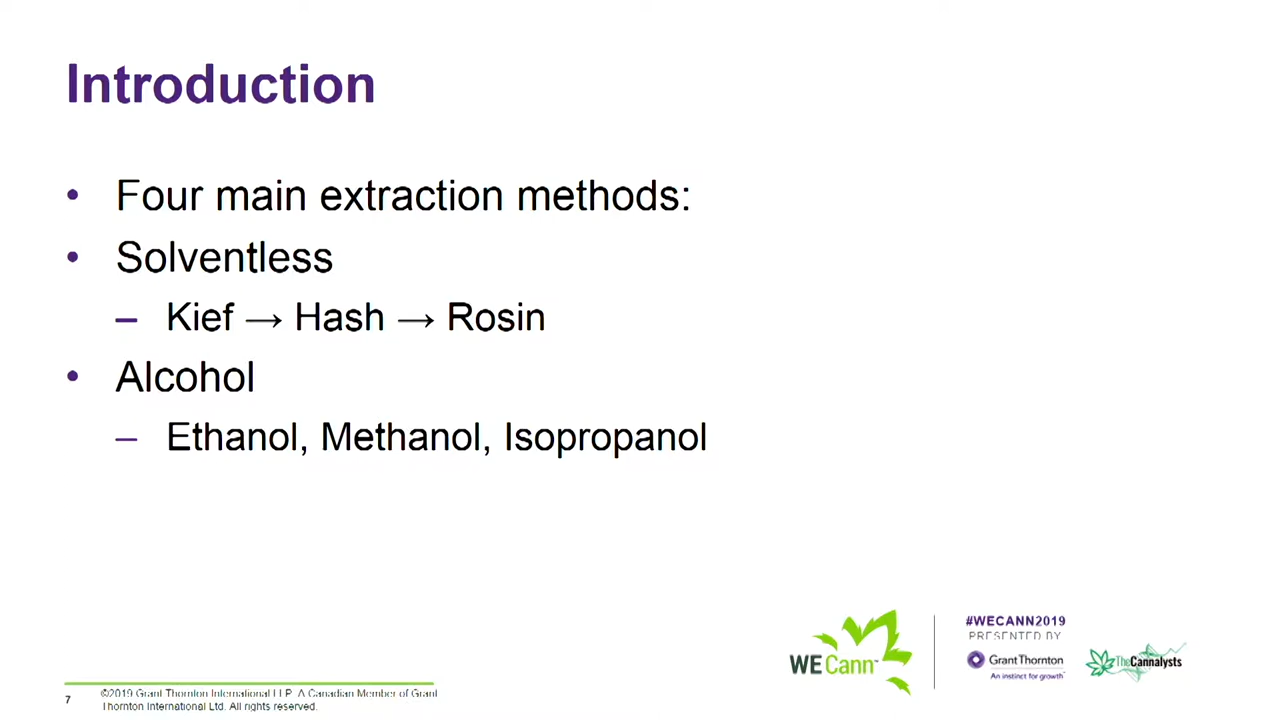 Introduction
• Four main extraction methods:
• Solventless
– Kief → Hash → Rosin
• Alcohol
– Ethanol, Methanol, Isopropanol
WE Cann™
#WECANN2019
PRESENTED BY
Grant Thornton
An instinct for growth™
TheCannalysts
7
©2019 Grant Thornton International LLP. A Canadian Member of Grant
Thornton International Ltd. All rights reserved.